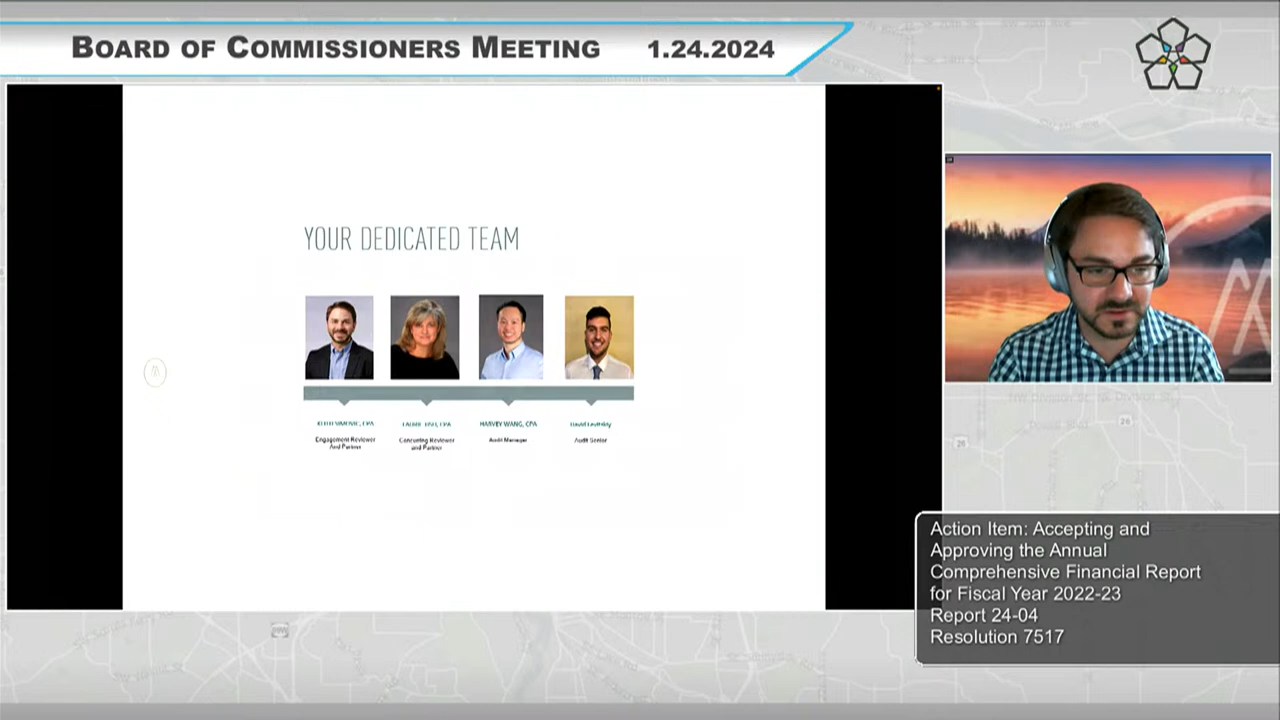 BOARD OF COMMISSIONERS MEETING 1.24.2024
YOUR DEDICATED TEAM
HARVEY WANG, CPA
Engagement Reviewer
And Partner
Concurring Reviewer
and Partner
Audit Manager
Audit Senior
Action Item: Accepting and
Approving the Annual
Comprehensive Financial Report
for Fiscal Year 2022-23
Report 24-04
Resolution 7517
26
26